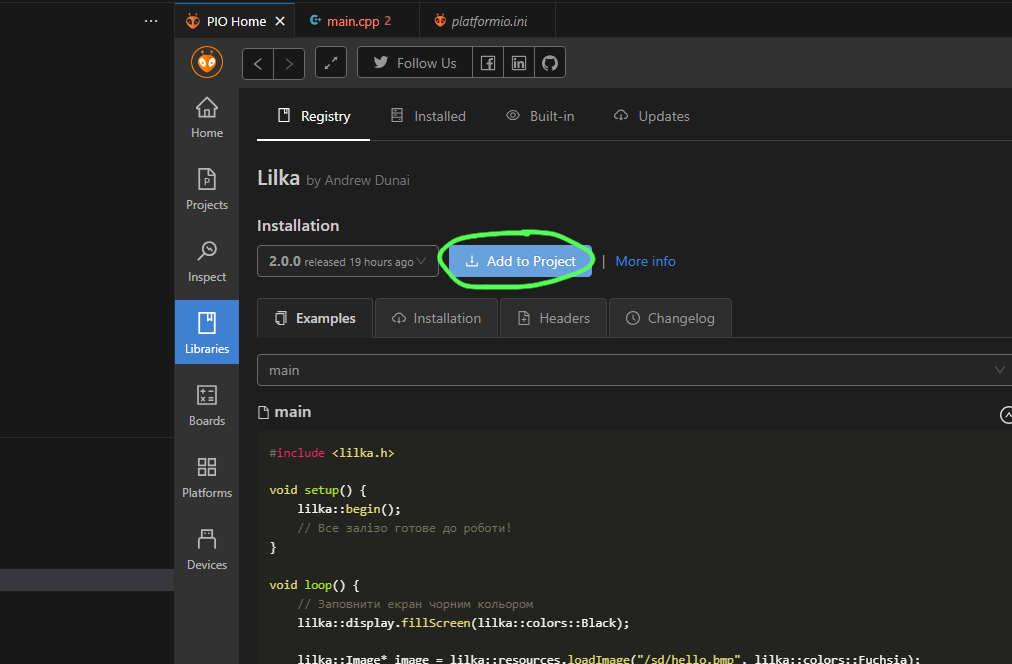 PIO Home
main.cpp 2
platformio.ini
Follow Us
Home
Projects
Inspect
Libraries
Boards
Platforms
Devices
Registry
Installed
Built-in
Updates
Lilka by Andrew Dunai
Installation
2.0.0 released 19 hours ago
Add to Project | More info
Examples
Installation
Headers
Changelog
main
main
#include <lilka.h>
void setup() {
lilka::begin();
// Все залізо готове до роботи!
}
void loop() {
// Заповнити екран чорним кольором
lilka::display.fillScreen(lilka::colors::Black);
lilka::Image* image = lilka::resources.loadImage("/sd/hello.bmp", lilka::colors::Fuchsia);